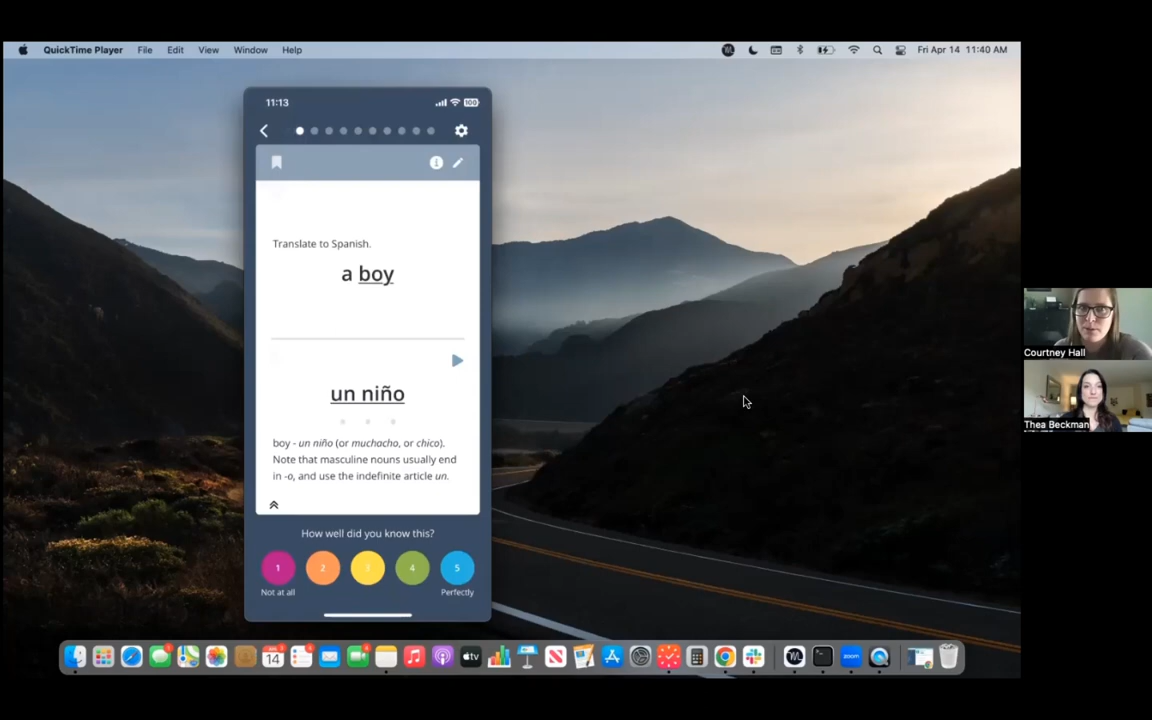 QuickTime Player File Edit View Window Help Fri Apr 14 11:40 AM
11:13 100
Translate to Spanish.
a boy
un niño
boy - un niño (or muchacho, or chico).
Note that masculine nouns usually end
in -o, and use the indefinite article un.
How well did you know this?
1 2 3 4 5
Not at all Perfectly
Courtney Hall
Thea Beckman
14
tv
zoom